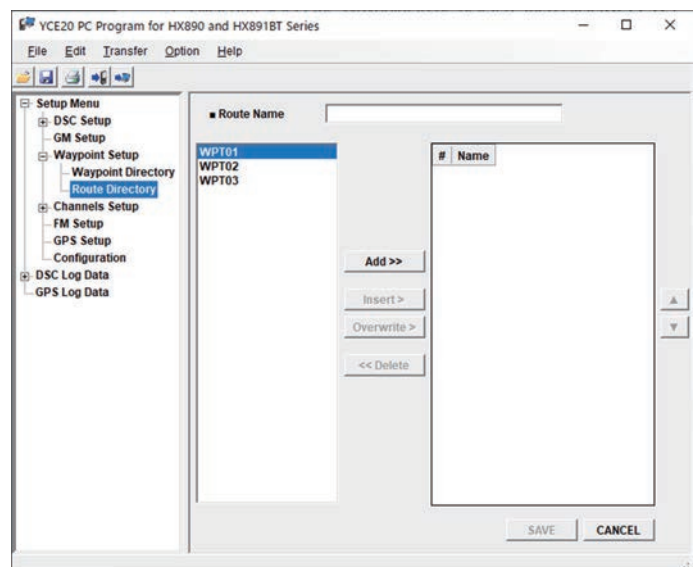 YCE20 PC Program for HX890 and HX891BT Series
File Edit Transfer Option Help
Setup Menu
DSC Setup
GM Setup
Waypoint Setup
Waypoint Directory
Route Directory
Channels Setup
FM Setup
GPS Setup
Configuration
DSC Log Data
GPS Log Data
Route Name
WPT01
WPT02
WPT03
Add >>
Insert >
Overwrite >
<< Delete
# Name
SAVE CANCEL